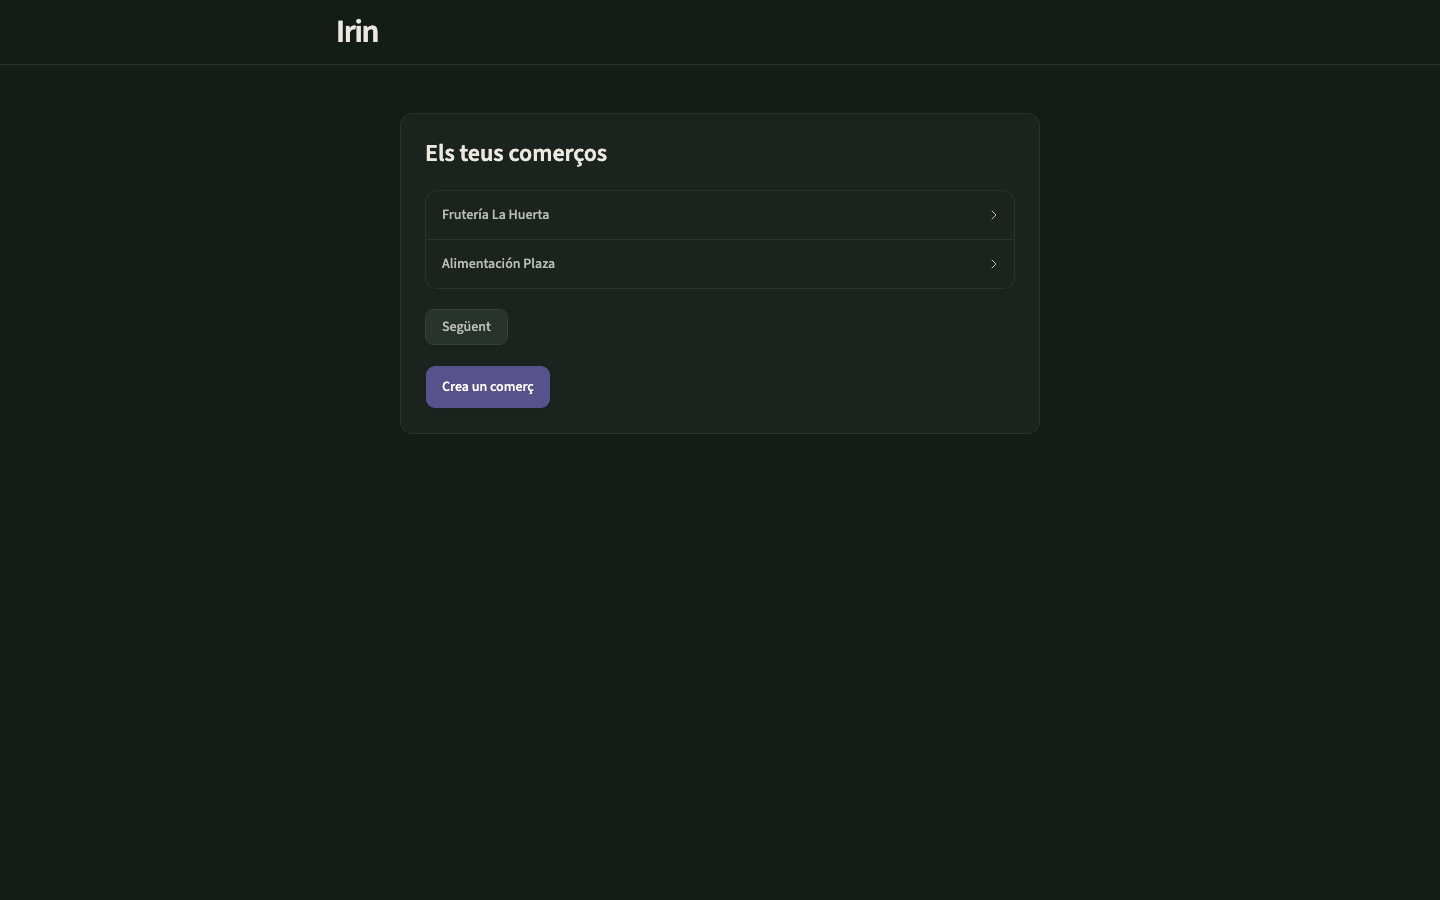 Irin
Els teus comerços
Frutería La Huerta
Alimentación Plaza
Següent
Crea un comerç